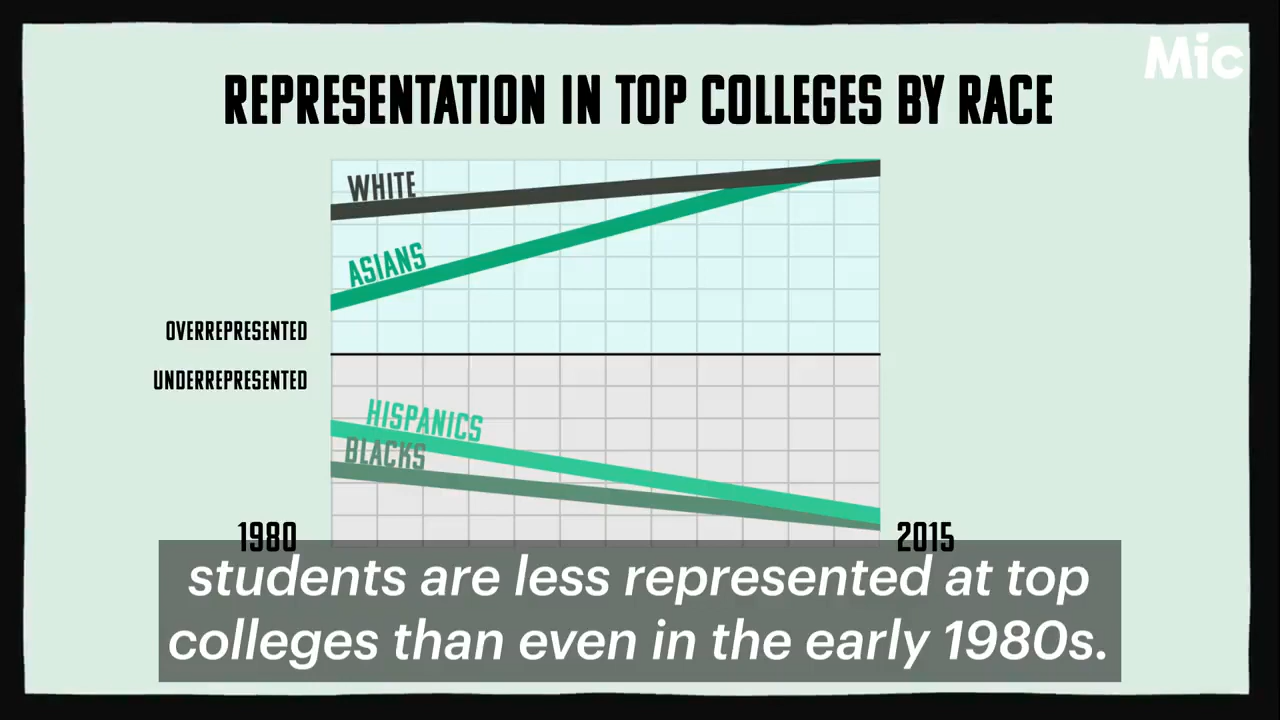 Mic
REPRESENTATION IN TOP COLLEGES BY RACE
WHITE
ASIANS
OVERREPRESENTED
UNDERREPRESENTED
HISPANICS
BLACKS
1980
2015
students are less represented at top
colleges than even in the early 1980s.